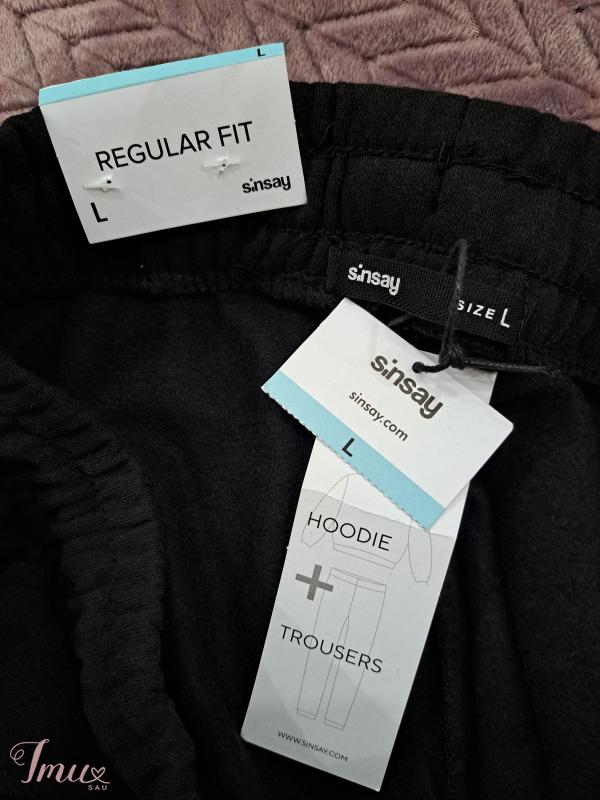 L
REGULAR FIT
L
sinsay
sinsay
SIZE L
sinsay
sinsay.com
L
HOODIE
+
TROUSERS
WWW.SINSAY.COM
Imu
SAU